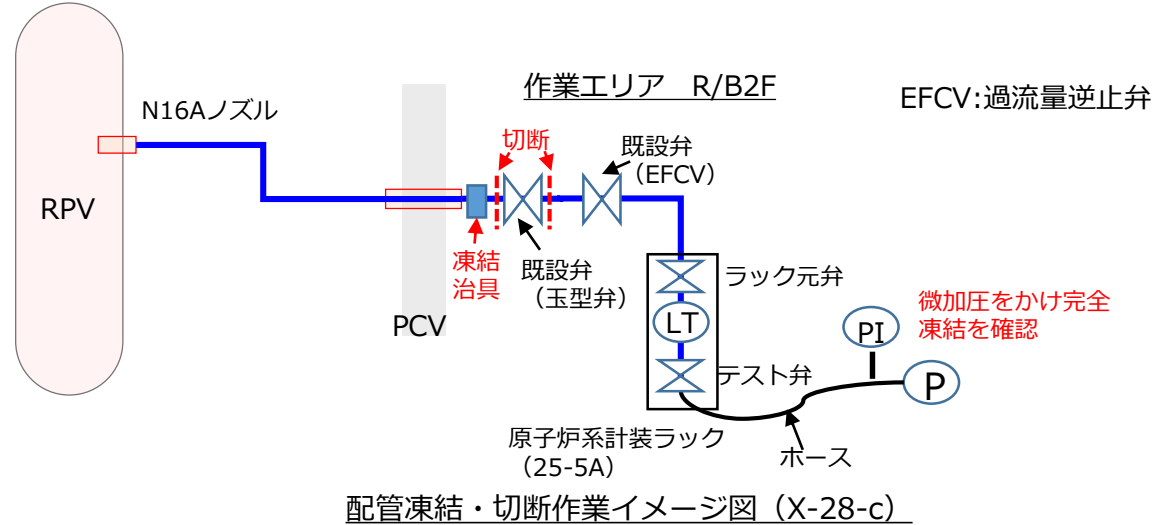 作業エリア　R/B2F
EFCV:過流量逆止弁
N16Aノズル
切断
既設弁
（EFCV）
RPV
凍結
治具
既設弁
（玉型弁）
PCV
ラック元弁
LT
テスト弁
微加圧をかけ完全
凍結を確認
PI
P
原子炉系計装ラック
（25-5A）
ホース
配管凍結・切断作業イメージ図（X-28-c）